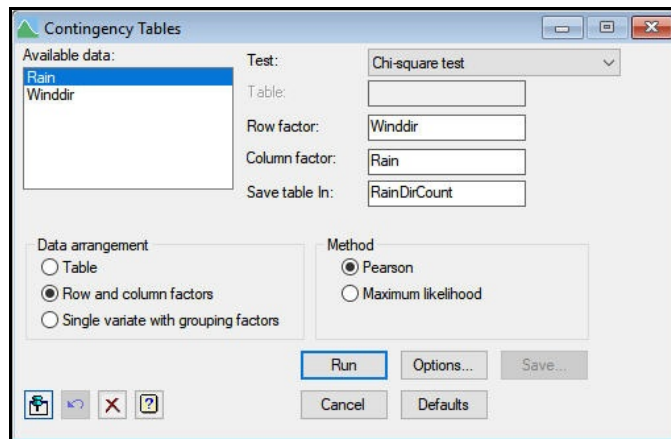 Contingency Tables
Available data:
Rain
Winddir
Test:
Chi-square test
Table:
Row factor:
Winddir
Column factor:
Rain
Save table In:
RainDirCount
Data arrangement
Table
Row and column factors
Single variate with grouping factors
Method
Pearson
Maximum likelihood
Run
Options...
Save...
Cancel
Defaults